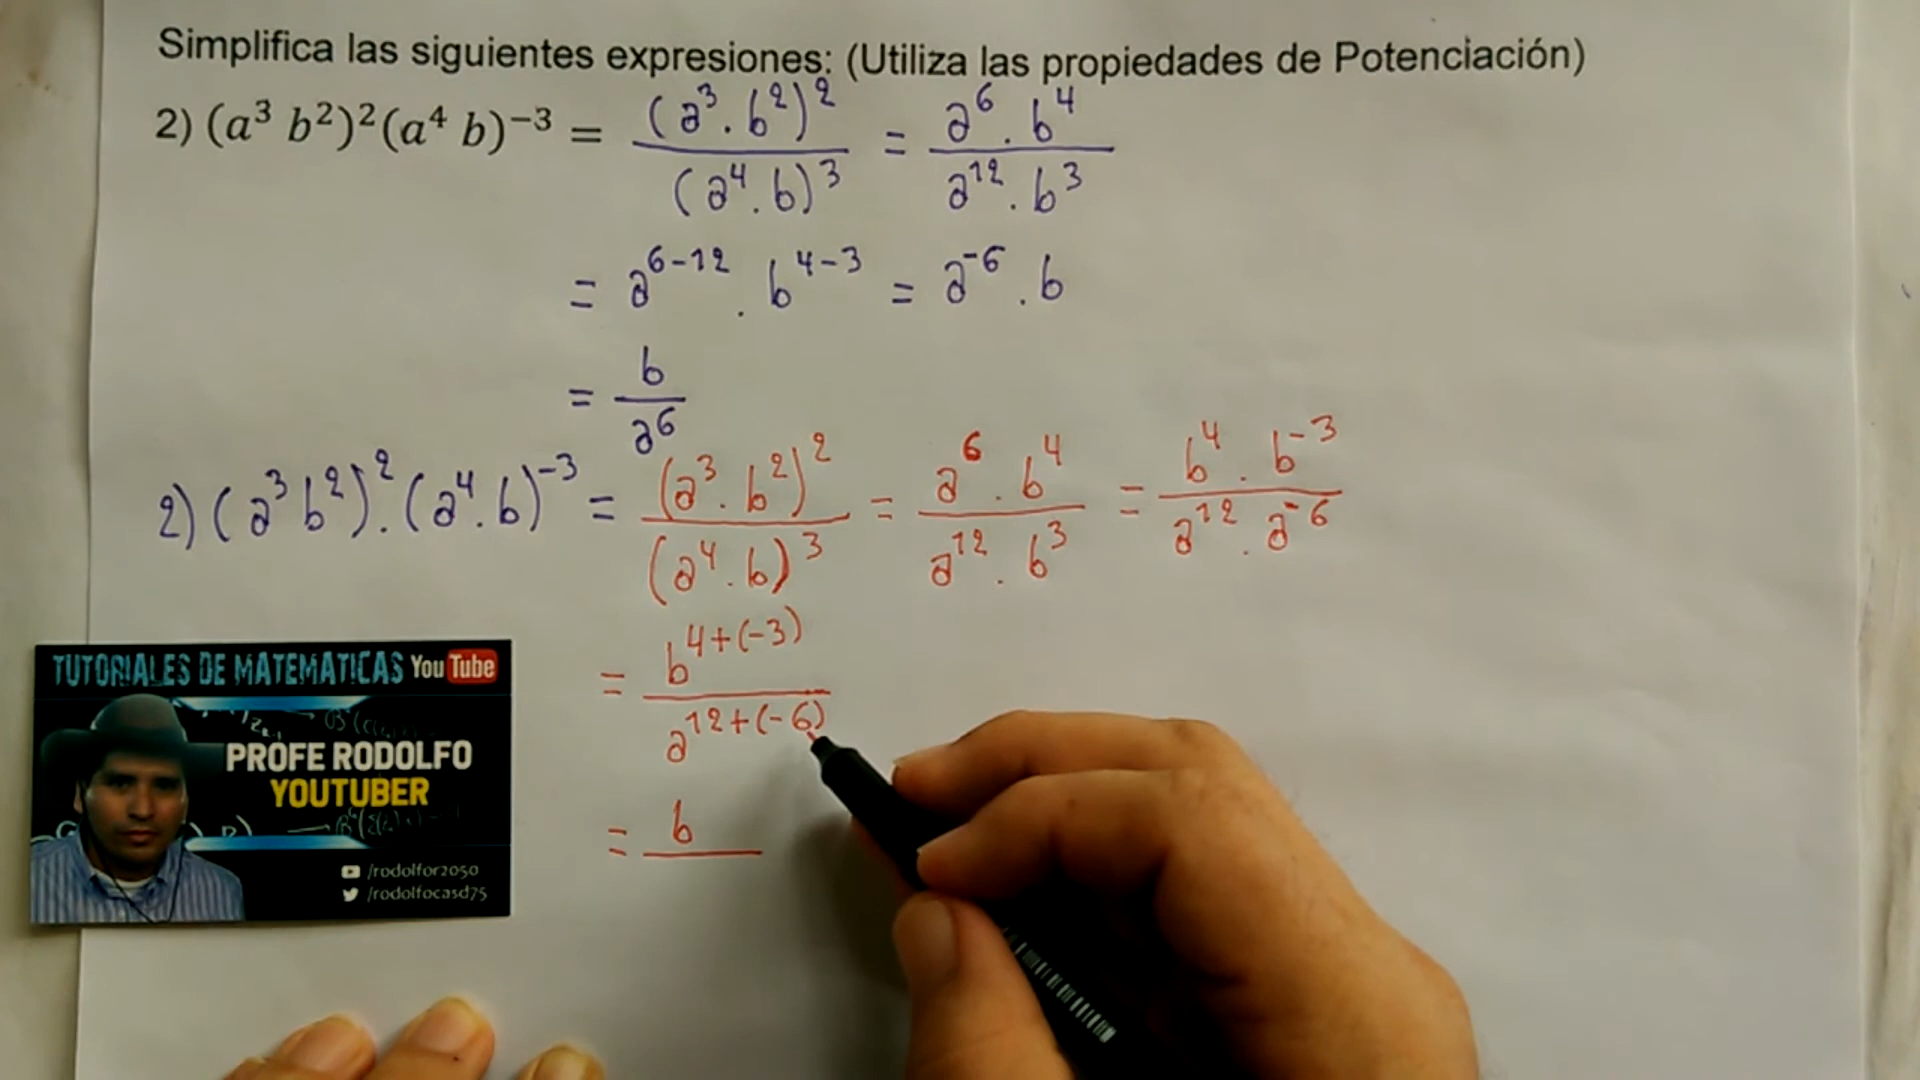 Simplifica las siguientes expresiones: (Utiliza las propiedades de Potenciación)
2) (a³ b²)²(a⁴ b)⁻³ = (a³ . b²)² / (a⁴ . b)³ = a⁶ . b⁴ / a¹² . b³
= a⁶⁻¹² . b⁴⁻³ = a⁻⁶ . b
= b / a⁶
2) (a³ b²)² . (a⁴ . b)⁻³ = (a³ . b²)² / (a⁴ . b)³ = a⁶ . b⁴ / a¹² . b³ = b⁴ . b⁻³ / a¹² . a⁻⁶
= b⁴⁺⁽⁻³⁾ / a¹²⁺⁽⁻⁶⁾
= b /
TUTORIALES DE MATEMATICAS YouTube
PROFE RODOLFO
YOUTUBER
/rodolfor2050
/rodolfocasd75